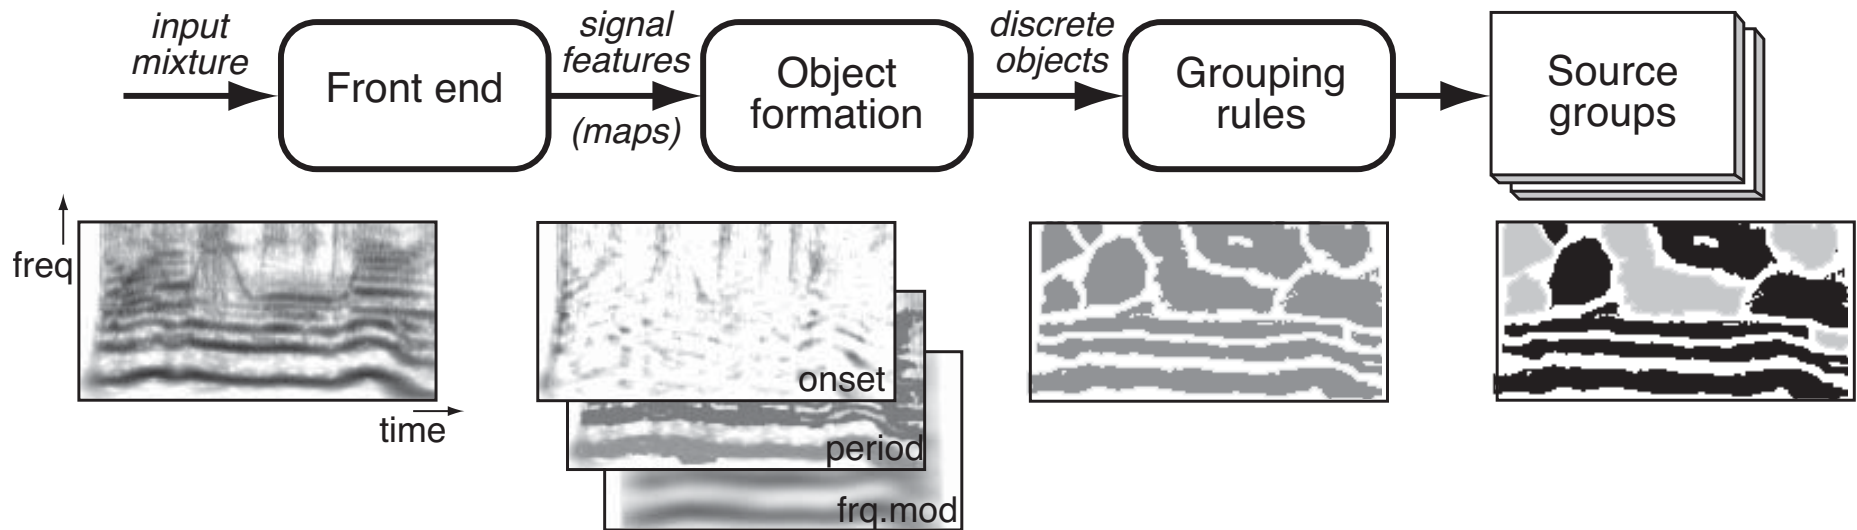 input
mixture
Front end
signal
features
(maps)
Object
formation
discrete
objects
Grouping
rules
Source
groups
freq
time
onset
period
frq.mod